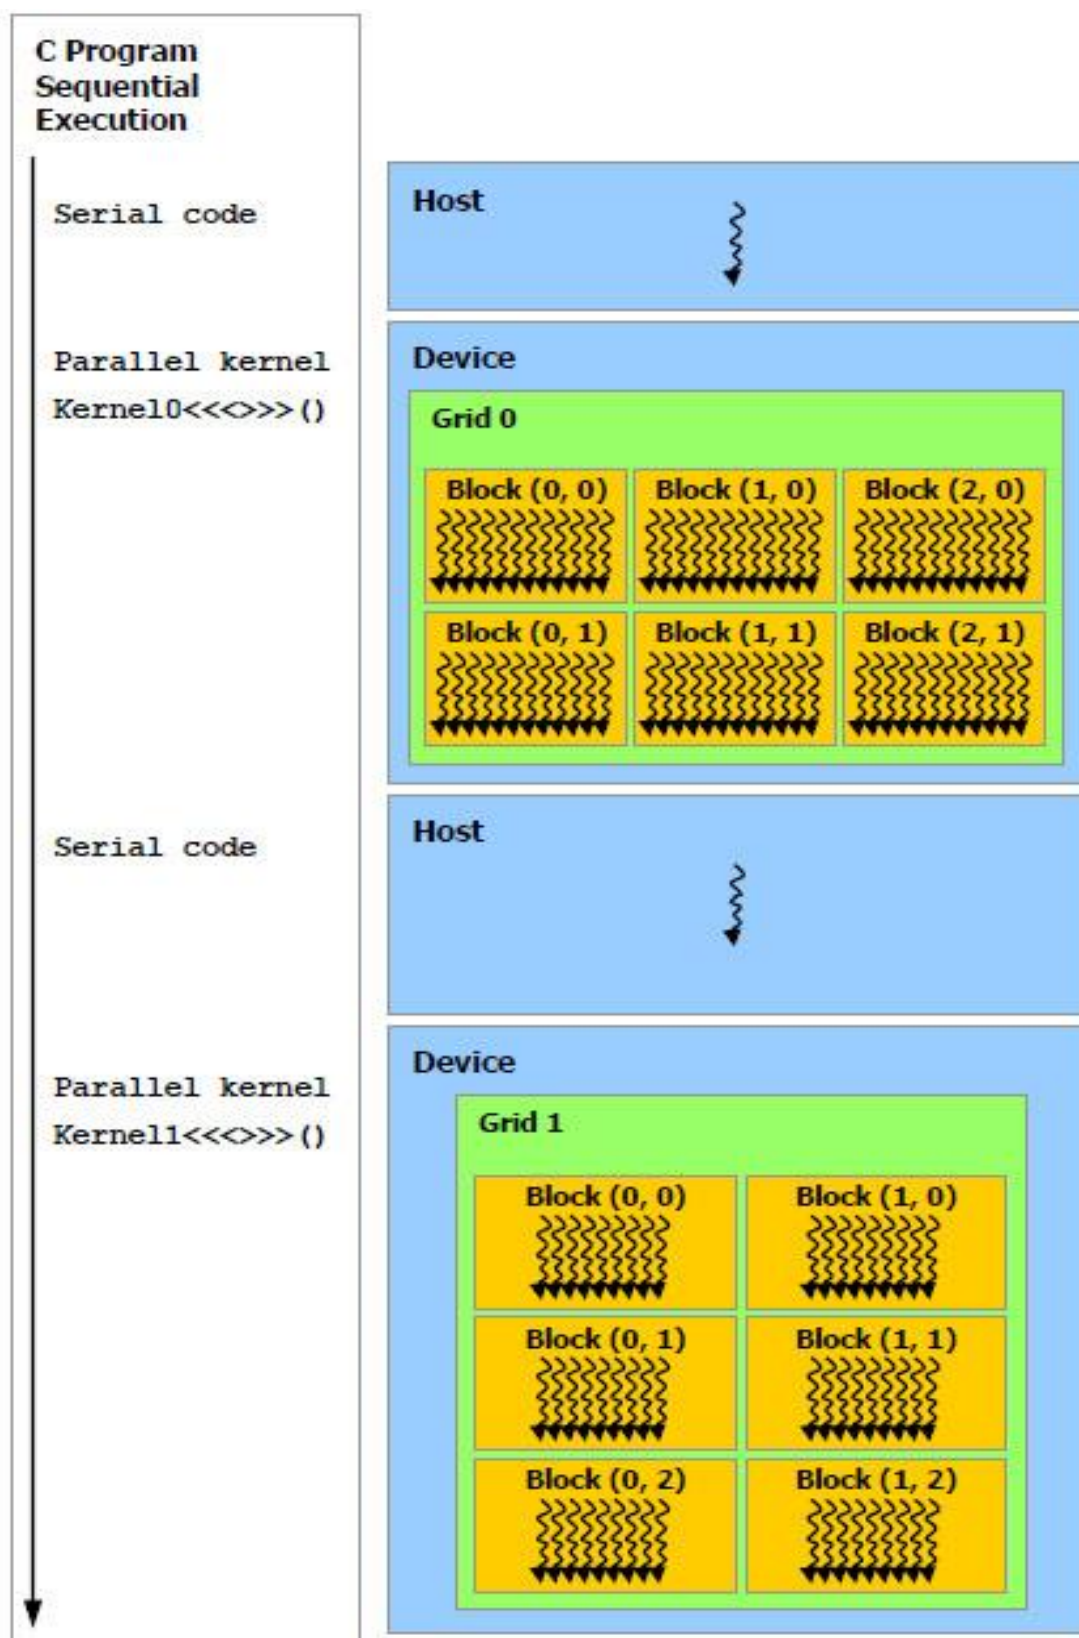 C Program
Sequential
Execution
Serial code
Host
Parallel kernel
Kernel0<<<>>>()
Device
Grid 0
Block (0, 0)
Block (1, 0)
Block (2, 0)
Block (0, 1)
Block (1, 1)
Block (2, 1)
Serial code
Host
Parallel kernel
Kernel1<<<>>>()
Device
Grid 1
Block (0, 0)
Block (1, 0)
Block (0, 1)
Block (1, 1)
Block (0, 2)
Block (1, 2)